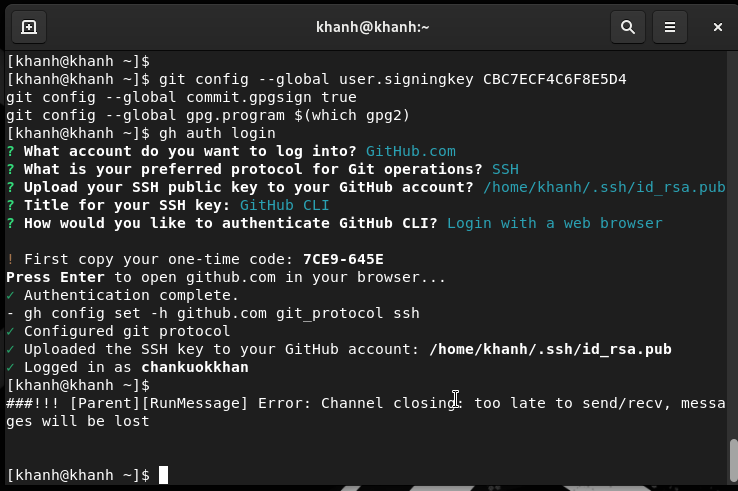 khanh@khanh:~
[khanh@khanh ~]$
[khanh@khanh ~]$ git config --global user.signingkey CBC7ECF4C6F8E5D4
git config --global commit.gpgsign true
git config --global gpg.program $(which gpg2)
[khanh@khanh ~]$ gh auth login
? What account do you want to log into? GitHub.com
? What is your preferred protocol for Git operations? SSH
? Upload your SSH public key to your GitHub account? /home/khanh/.ssh/id_rsa.pub
? Title for your SSH key: GitHub CLI
? How would you like to authenticate GitHub CLI? Login with a web browser
! First copy your one-time code: 7CE9-645E
Press Enter to open github.com in your browser...
✓ Authentication complete.
- gh config set -h github.com git_protocol ssh
✓ Configured git protocol
✓ Uploaded the SSH key to your GitHub account: /home/khanh/.ssh/id_rsa.pub
✓ Logged in as chankuokkhan
[khanh@khanh ~]$
###!!! [Parent][RunMessage] Error: Channel closing: too late to send/recv, messa
ges will be lost
[khanh@khanh ~]$